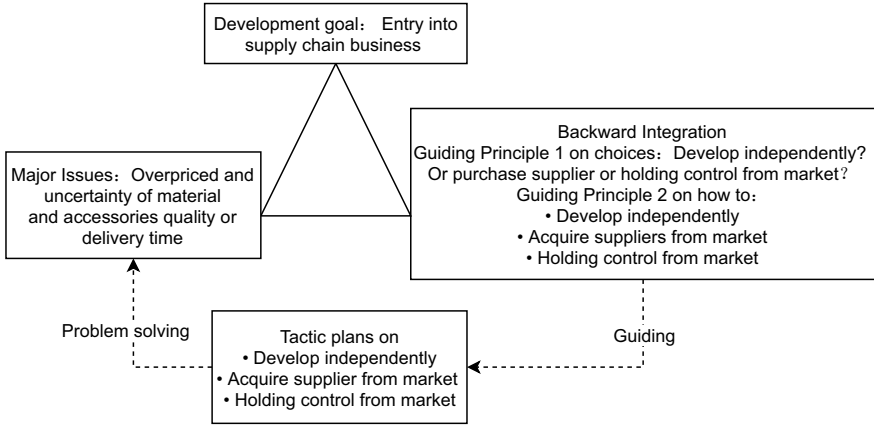 Development goal： Entry into
supply chain business
Major Issues：Overpriced and
uncertainty of material
and accessories quality or
delivery time
Backward Integration
Guiding Principle 1 on choices：Develop independently?
Or purchase supplier or holding control from market？
Guiding Principle 2 on how to：
• Develop independently
• Acquire suppliers from market
• Holding control from market
Problem solving
Guiding
Tactic plans on
• Develop independently
• Acquire supplier from market
• Holding control from market